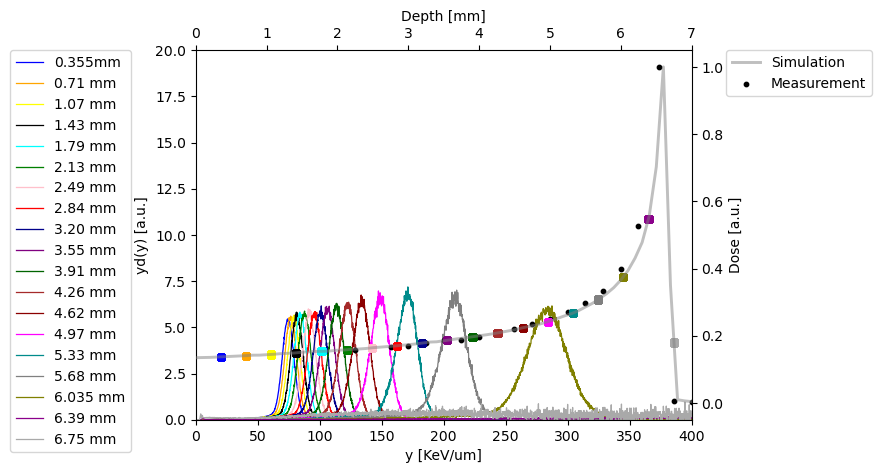 Depth [mm]
0 1 2 3 4 5 6 7
0.355mm
0.71 mm
1.07 mm
1.43 mm
1.79 mm
2.13 mm
2.49 mm
2.84 mm
3.20 mm
3.55 mm
3.91 mm
4.26 mm
4.62 mm
4.97 mm
5.33 mm
5.68 mm
6.035 mm
6.39 mm
6.75 mm
yd(y) [a.u.]
20.0
17.5
15.0
12.5
10.0
7.5
5.0
2.5
0.0
1.0
0.8
0.6
0.4
0.2
0.0
Dose [a.u.]
Simulation
Measurement
0 50 100 150 200 250 300 350 400
y [KeV/um]